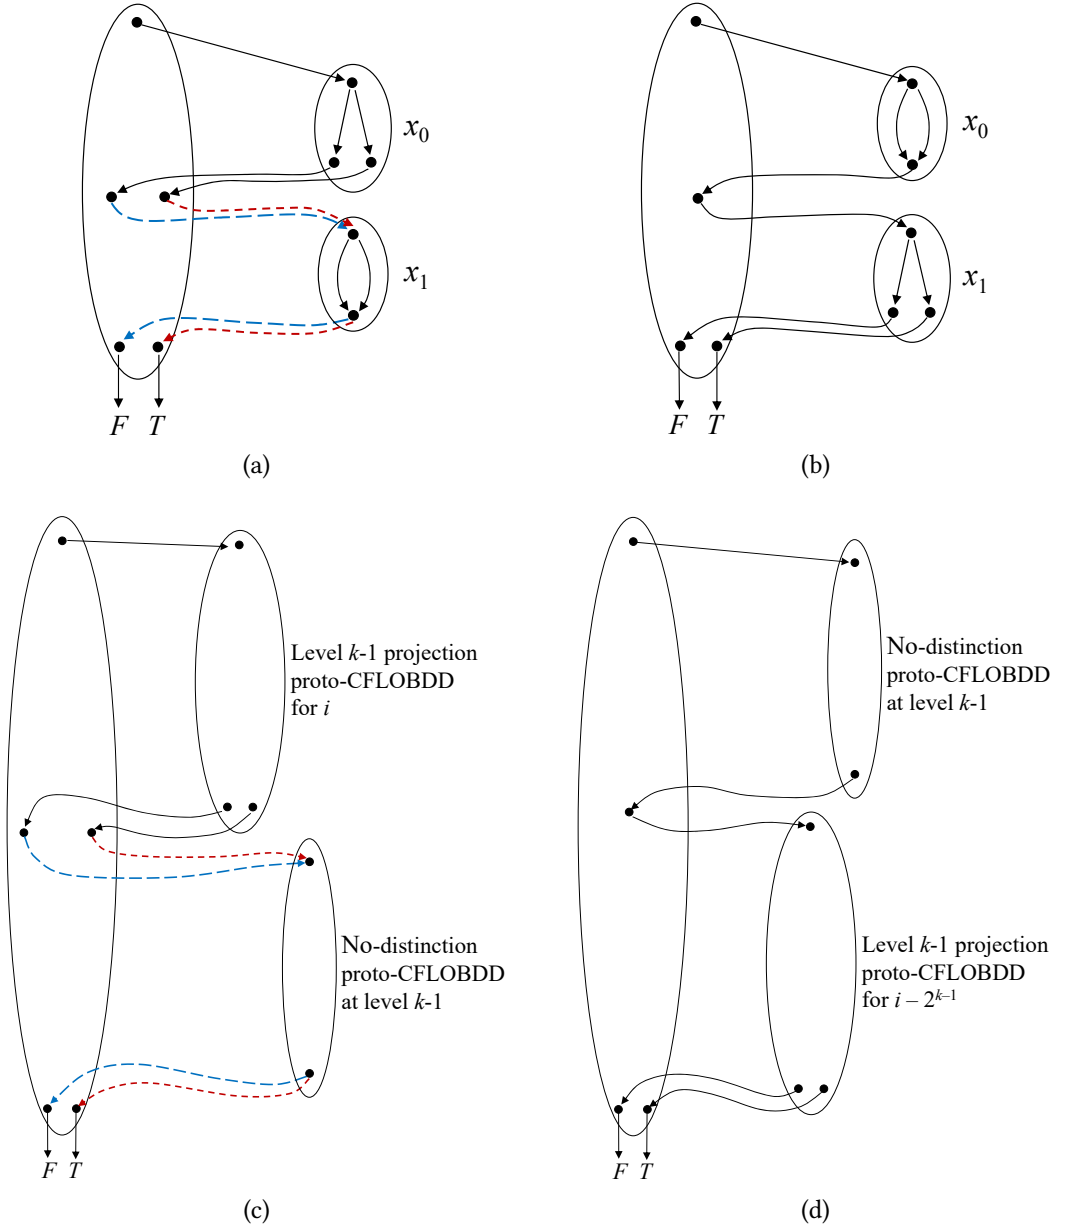 x₀
x₁
F T
(a)
x₀
x₁
F T
(b)
Level k-1 projection
proto-CFLOBDD
for i
No-distinction
proto-CFLOBDD
at level k-1
F T
(c)
No-distinction
proto-CFLOBDD
at level k-1
Level k-1 projection
proto-CFLOBDD
for i – 2ᵏ⁻¹
F T
(d)